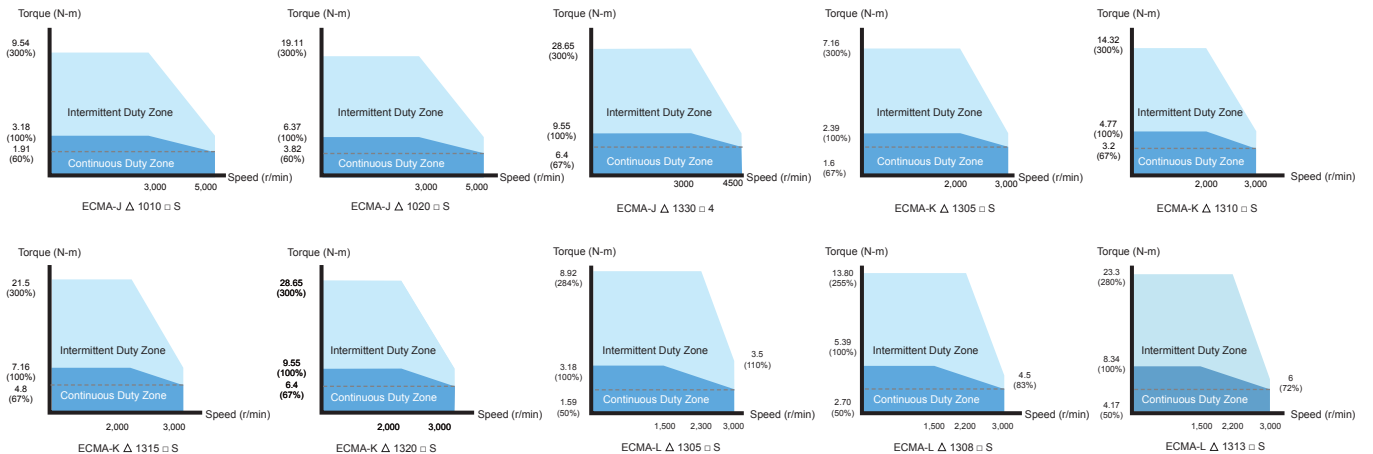 Torque (N-m)
9.54
(300%)
3.18
(100%)
1.91
(60%)
Intermittent Duty Zone
Continuous Duty Zone
3,000
5,000
Speed (r/min)
ECMA-J △ 1010 □ S
Torque (N-m)
19.11
(300%)
6.37
(100%)
3.82
(60%)
Intermittent Duty Zone
Continuous Duty Zone
3,000
5,000
Speed (r/min)
ECMA-J △ 1020 □ S
Torque (N-m)
28.65
(300%)
9.55
(100%)
6.4
(67%)
Intermittent Duty Zone
Continuous Duty Zone
3000
4500
Speed (r/min)
ECMA-J △ 1330 □ 4
Torque (N-m)
7.16
(300%)
2.39
(100%)
1.6
(67%)
Intermittent Duty Zone
Continuous Duty Zone
2,000
3,000
Speed (r/min)
ECMA-K △ 1305 □ S
Torque (N-m)
14.32
(300%)
4.77
(100%)
3.2
(67%)
Intermittent Duty Zone
Continuous Duty Zone
2,000
3,000
Speed (r/min)
ECMA-K △ 1310 □ S
Torque (N-m)
21.5
(300%)
7.16
(100%)
4.8
(67%)
Intermittent Duty Zone
Continuous Duty Zone
2,000
3,000
Speed (r/min)
ECMA-K △ 1315 □ S
Torque (N-m)
28.65
(300%)
9.55
(100%)
6.4
(67%)
Intermittent Duty Zone
Continuous Duty Zone
2,000
3,000
Speed (r/min)
ECMA-K △ 1320 □ S
Torque (N-m)
8.92
(284%)
3.18
(100%)
1.59
(50%)
Intermittent Duty Zone
Continuous Duty Zone
3.5
(110%)
1,500
2,200
3,000
Speed (r/min)
ECMA-L △ 1305 □ S
Torque (N-m)
13.80
(255%)
5.39
(100%)
2.70
(50%)
Intermittent Duty Zone
Continuous Duty Zone
4.5
(83%)
1,500
2,200
3,000
Speed (r/min)
ECMA-L △ 1308 □ S
Torque (N-m)
23.3
(280%)
8.34
(100%)
4.17
(50%)
Intermittent Duty Zone
Continuous Duty Zone
6
(72%)
1,500
2,200
3,000
Speed (r/min)
ECMA-L △ 1313 □ S